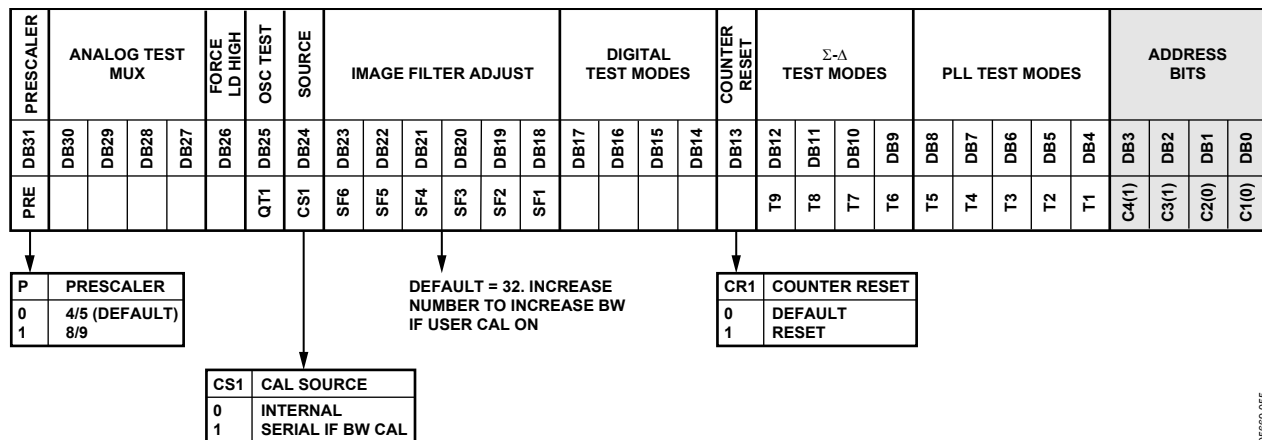 PRESCALER
ANALOG TEST
MUX
FORCE
LD HIGH
OSC TEST
SOURCE
IMAGE FILTER ADJUST
DIGITAL
TEST MODES
COUNTER
RESET
Σ-Δ
TEST MODES
PLL TEST MODES
ADDRESS
BITS
DB31 DB30 DB29 DB28 DB27 DB26 DB25 DB24 DB23 DB22 DB21 DB20 DB19 DB18 DB17 DB16 DB15 DB14 DB13 DB12 DB11 DB10 DB9 DB8 DB7 DB6 DB5 DB4 DB3 DB2 DB1 DB0
PRE QT1 CS1 SF6 SF5 SF4 SF3 SF2 SF1 T9 T8 T7 T6 T5 T4 T3 T2 T1 C4(1) C3(1) C2(0) C1(0)
P PRESCALER
0 4/5 (DEFAULT)
1 8/9
DEFAULT = 32. INCREASE
NUMBER TO INCREASE BW
IF USER CAL ON
CR1 COUNTER RESET
0 DEFAULT
1 RESET
CS1 CAL SOURCE
0 INTERNAL
1 SERIAL IF BW CAL